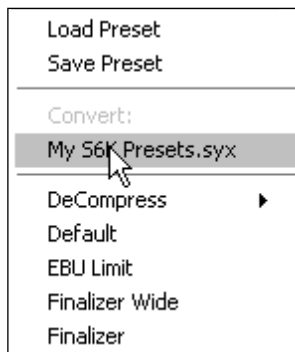 Load Preset
Save Preset
Convert:
My S6K Presets.syx
DeCompress
Default
EBU Limit
Finalizer Wide
Finalizer